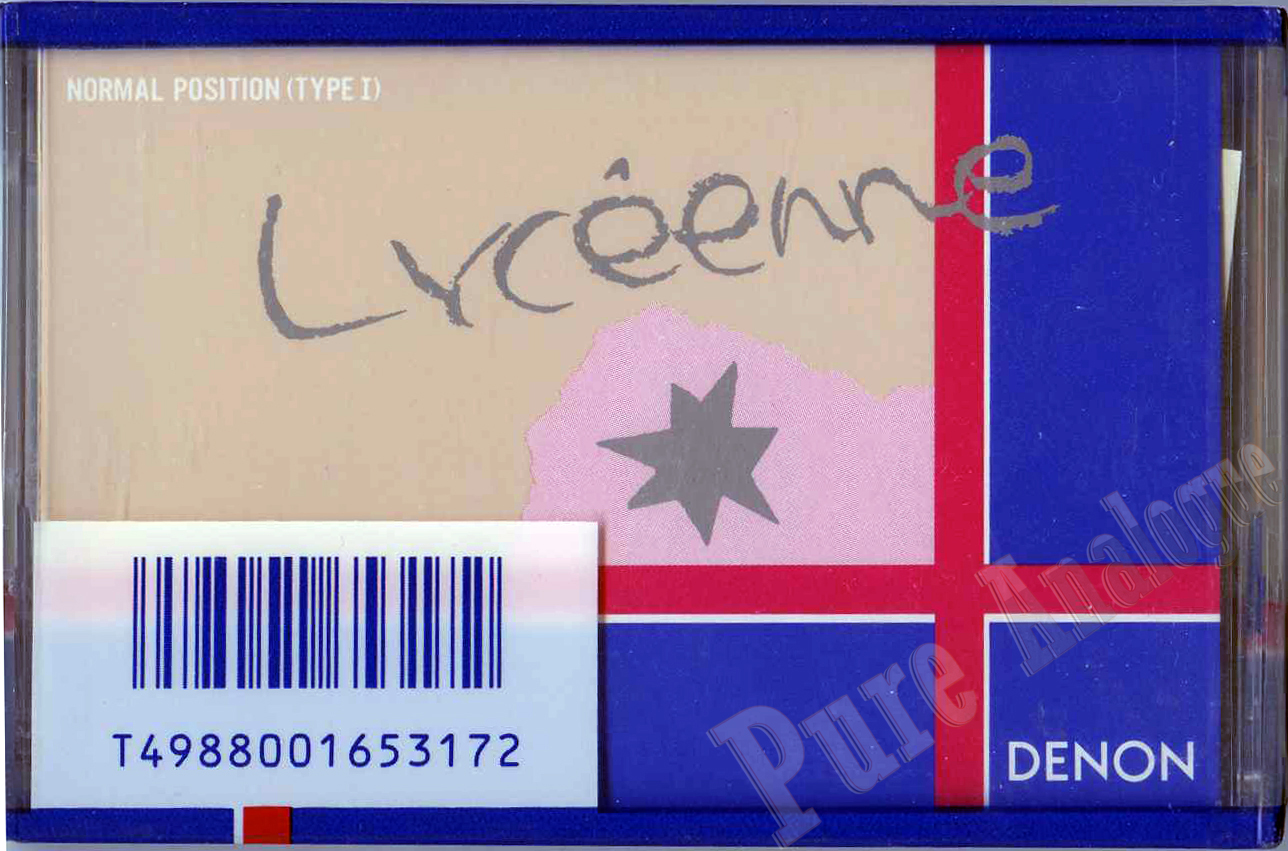 NORMAL POSITION (TYPE I)
Lycéenne
T4988001653172
DENON
Pure Analogue